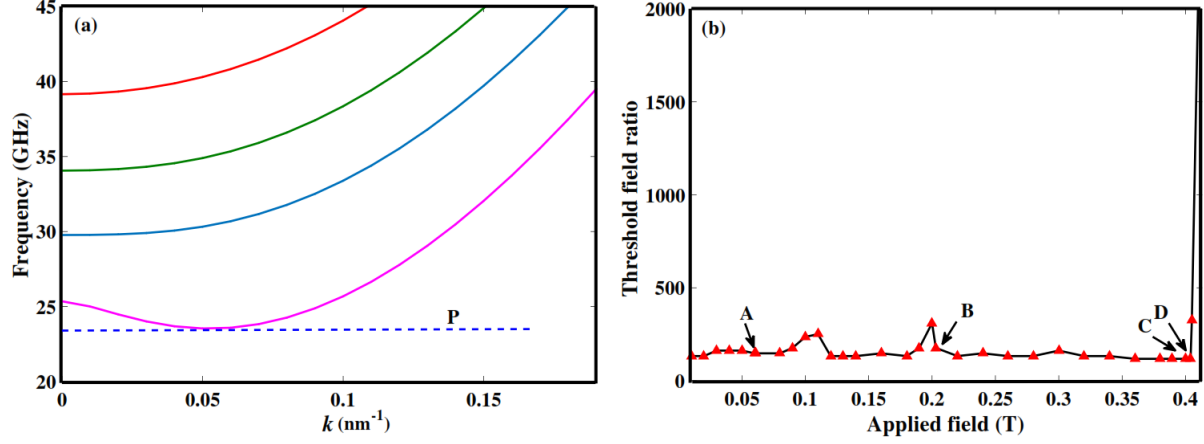 (a)
Frequency (GHz)
45
40
35
30
25
20
P
0
0.05
0.1
0.15
k (nm⁻¹)
(b)
Threshold field ratio
2000
1500
1000
500
0
A
B
C
D
0.05
0.1
0.15
0.2
0.25
0.3
0.35
0.4
Applied field (T)